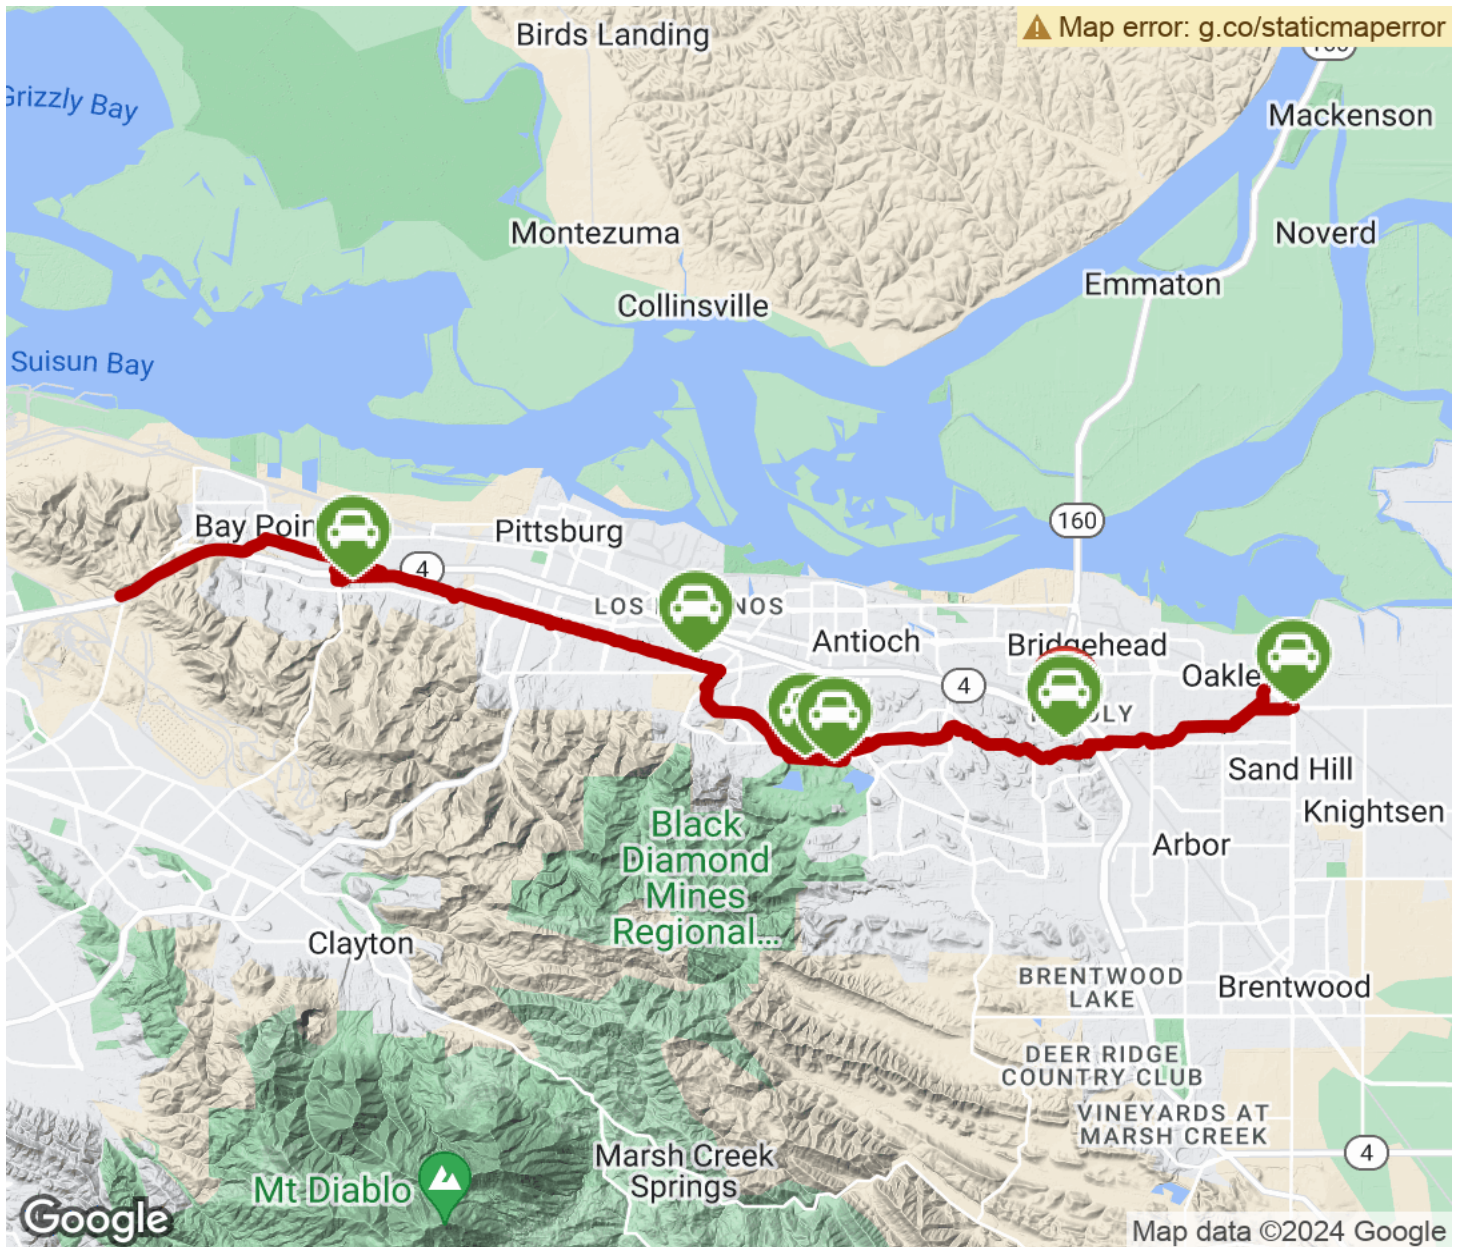 Birds Landing
Map error: g.co/staticmaperror
Grizzly Bay
Mackenson
Montezuma
Noverd
Emmaton
Collinsville
Suisun Bay
160
Bay Poin
Pittsburg
4
LOS
NOS
Antioch
Bridgehead
4
Oakle
LY
Sand Hill
Knightsen
Black
Diamond
Mines
Regional...
Arbor
Clayton
BRENTWOOD
LAKE
Brentwood
DEER RIDGE
COUNTRY CLUB
VINEYARDS AT
MARSH CREEK
4
Marsh Creek
Springs
Mt Diablo
Google
Map data ©2024 Google